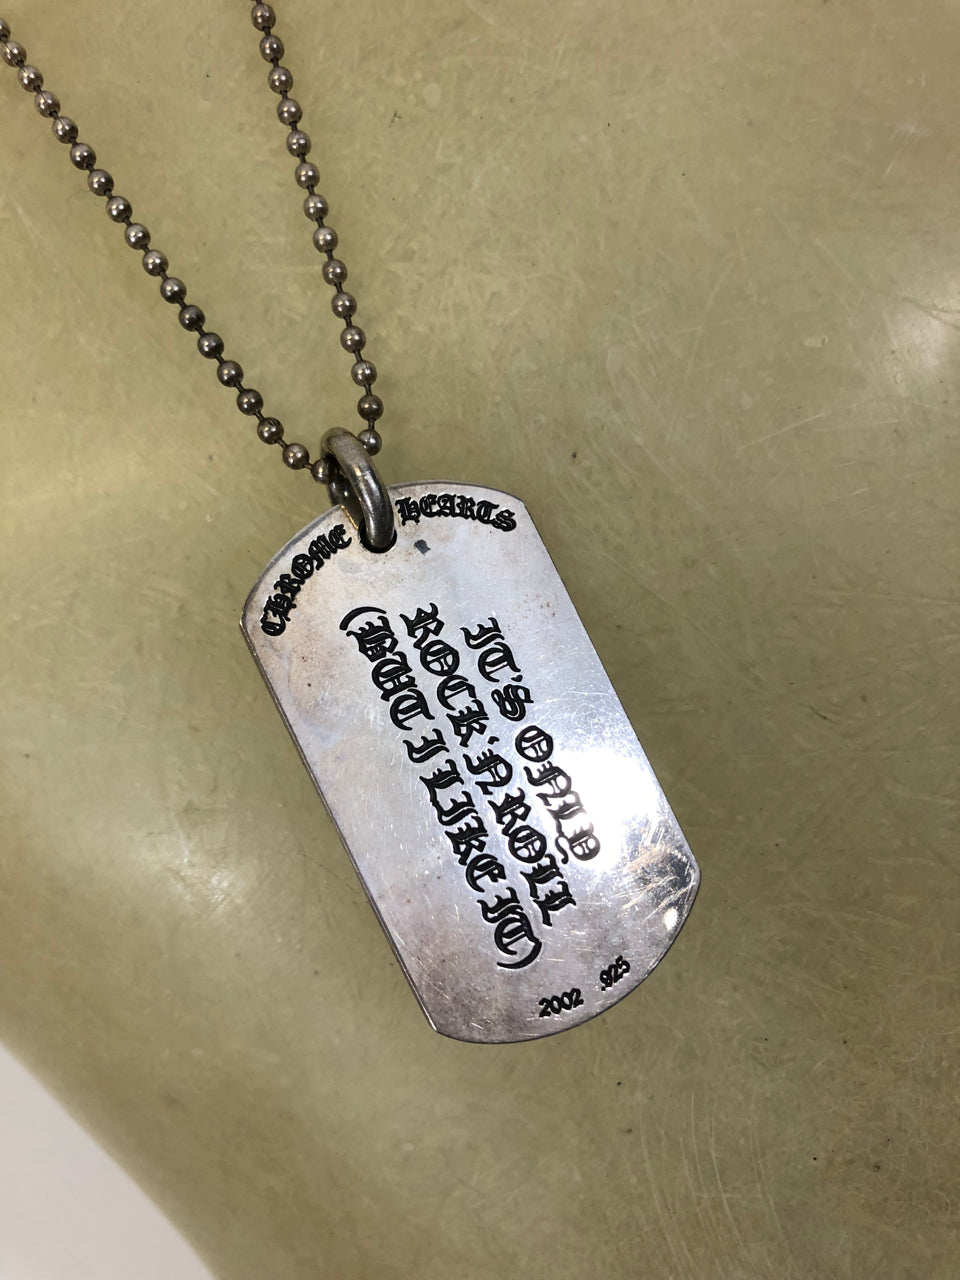 CHROME HEARTS
R
IT'S ONLY
ROCK'N ROLL
(BUT I LIKE IT)
2002 .925